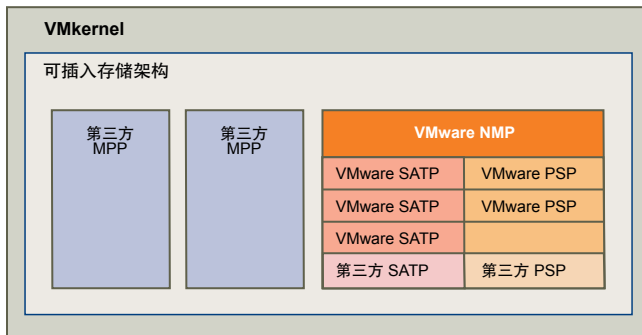 VMkernel
可插入存储架构
第三方
MPP
第三方
MPP
VMware NMP
VMware SATP
VMware PSP
VMware SATP
VMware PSP
VMware SATP
第三方 SATP
第三方 PSP